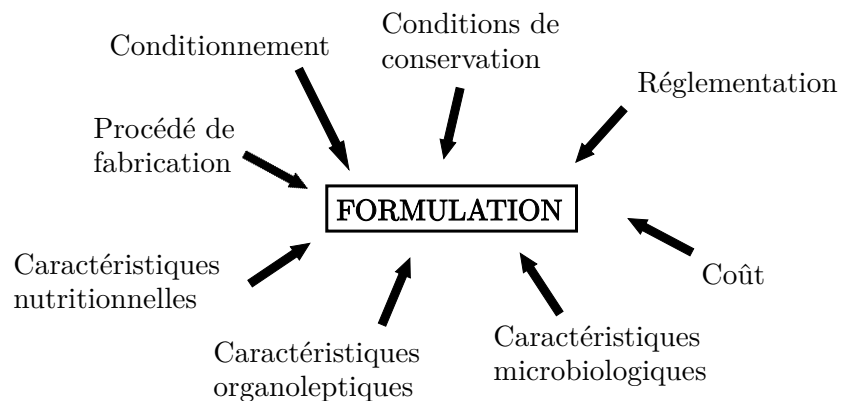 Conditions de
conservation
Conditionnement
Réglementation
Procédé de
fabrication
FORMULATION
Caractéristiques
nutritionnelles
Coût
Caractéristiques
organoleptiques
Caractéristiques
microbiologiques